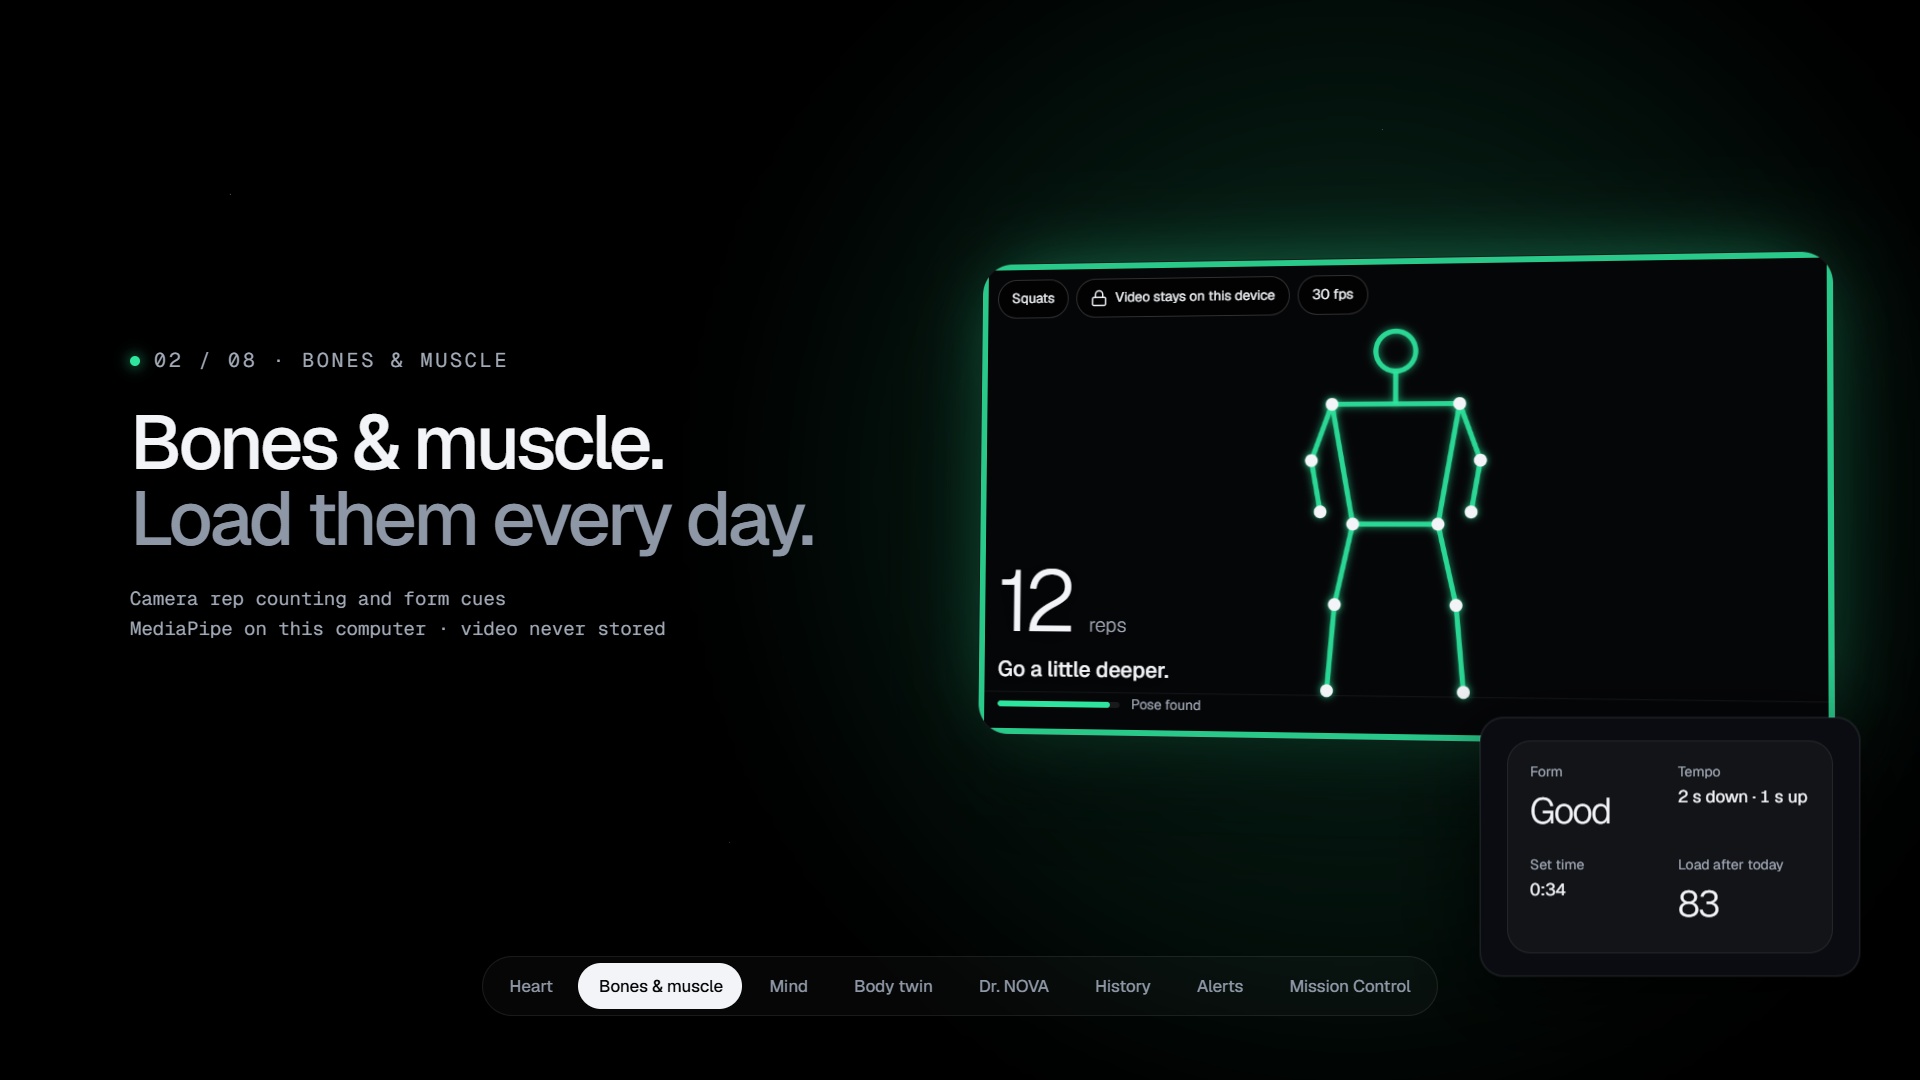 02 / 08 · BONES & MUSCLE
Bones & muscle.
Load them every day.
Camera rep counting and form cues
MediaPipe on this computer · video never stored
Squats
Video stays on this device
30 fps
12 reps
Go a little deeper.
Pose found
Form
Good
Tempo
2 s down · 1 s up
Set time
0:34
Load after today
83
Heart
Bones & muscle
Mind
Body twin
Dr. NOVA
History
Alerts
Mission Control